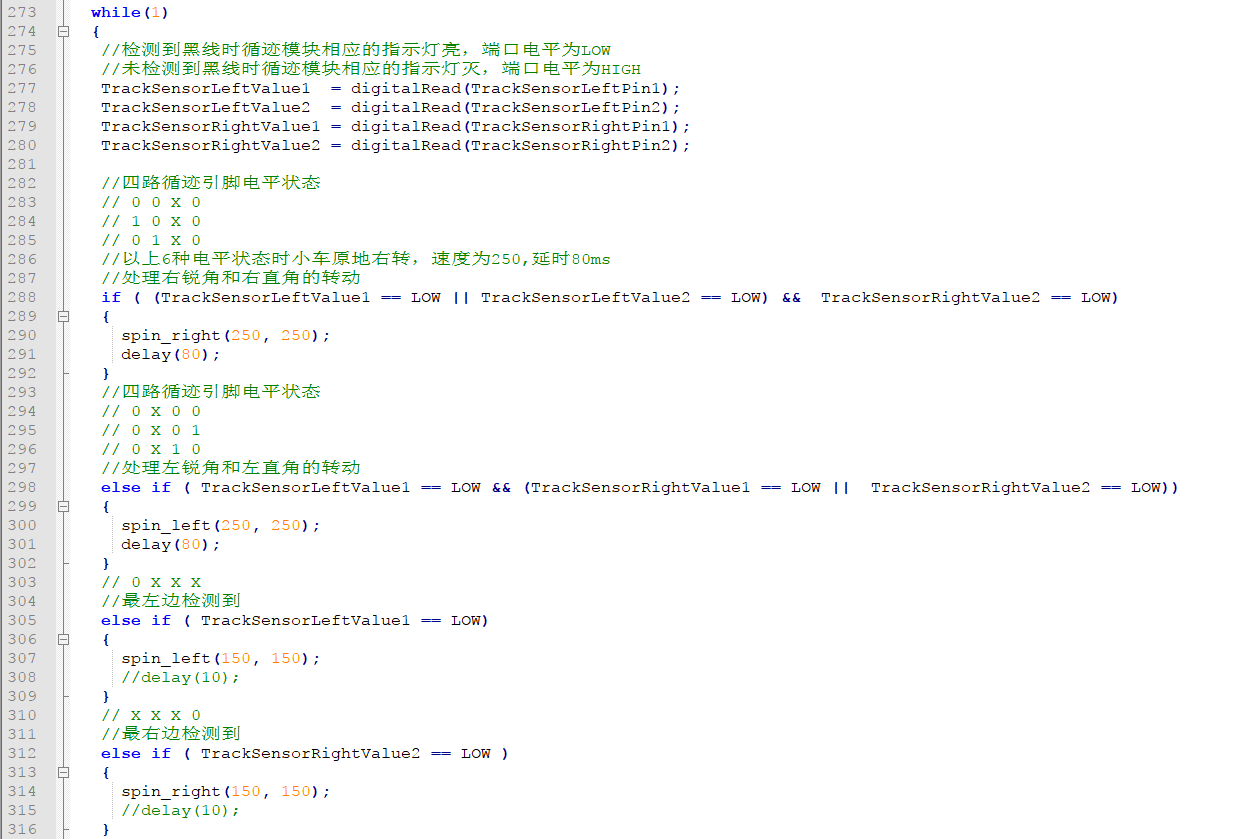 273 while(1)
274 {
275 //检测到黑线时循迹模块相应的指示灯亮，端口电平为LOW
276 //未检测到黑线时循迹模块相应的指示灯灭，端口电平为HIGH
277 TrackSensorLeftValue1  = digitalRead(TrackSensorLeftPin1);
278 TrackSensorLeftValue2  = digitalRead(TrackSensorLeftPin2);
279 TrackSensorRightValue1 = digitalRead(TrackSensorRightPin1);
280 TrackSensorRightValue2 = digitalRead(TrackSensorRightPin2);
281
282 //四路循迹引脚电平状态
283 // 0 0 X 0
284 // 1 0 X 0
285 // 0 1 X 0
286 //以上6种电平状态时小车原地右转，速度为250,延时80ms
287 //处理右锐角和右直角的转动
288 if ( (TrackSensorLeftValue1 == LOW || TrackSensorLeftValue2 == LOW) &&  TrackSensorRightValue2 == LOW)
289 {
290 spin_right(250, 250);
291 delay(80);
292 }
293 //四路循迹引脚电平状态
294 // 0 X 0 0
295 // 0 X 0 1
296 // 0 X 1 0
297 //处理左锐角和左直角的转动
298 else if ( TrackSensorLeftValue1 == LOW && (TrackSensorRightValue1 == LOW ||  TrackSensorRightValue2 == LOW))
299 {
300 spin_left(250, 250);
301 delay(80);
302 }
303 // 0 X X X
304 //最左边检测到
305 else if ( TrackSensorLeftValue1 == LOW)
306 {
307 spin_left(150, 150);
308 //delay(10);
309 }
310 // X X X 0
311 //最右边检测到
312 else if ( TrackSensorRightValue2 == LOW )
313 {
314 spin_right(150, 150);
315 //delay(10);
316 }